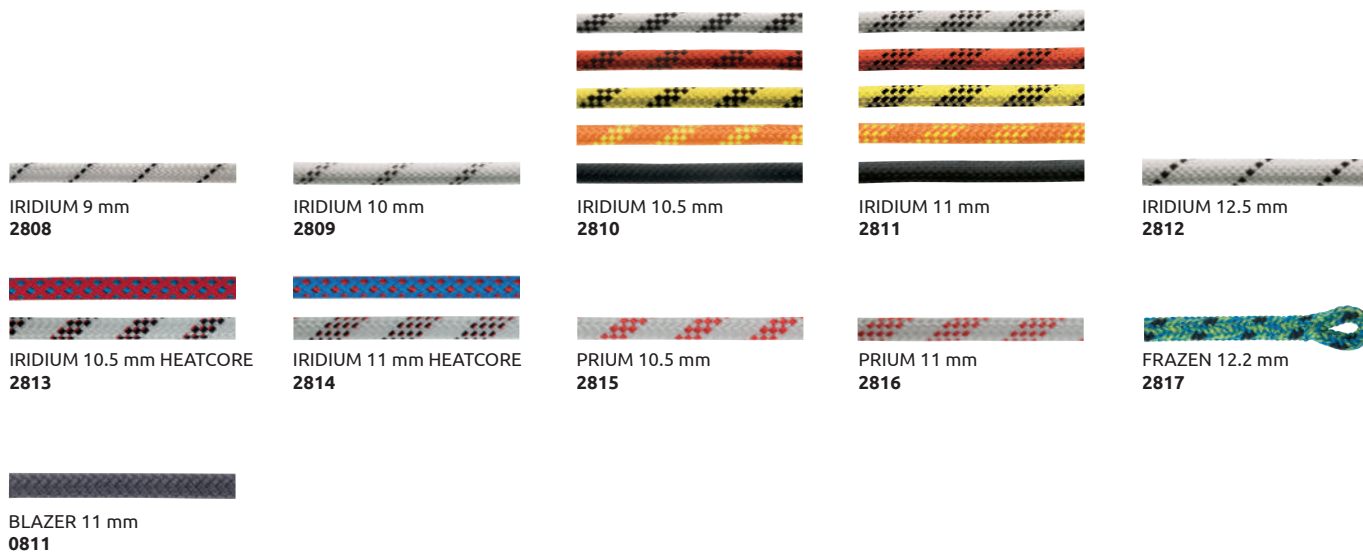 IRIDIUM 9 mm
2808
IRIDIUM 10 mm
2809
IRIDIUM 10.5 mm
2810
IRIDIUM 11 mm
2811
IRIDIUM 12.5 mm
2812
IRIDIUM 10.5 mm HEATCORE
2813
IRIDIUM 11 mm HEATCORE
2814
PRIUM 10.5 mm
2815
PRIUM 11 mm
2816
FRAZEN 12.2 mm
2817
BLAZER 11 mm
0811